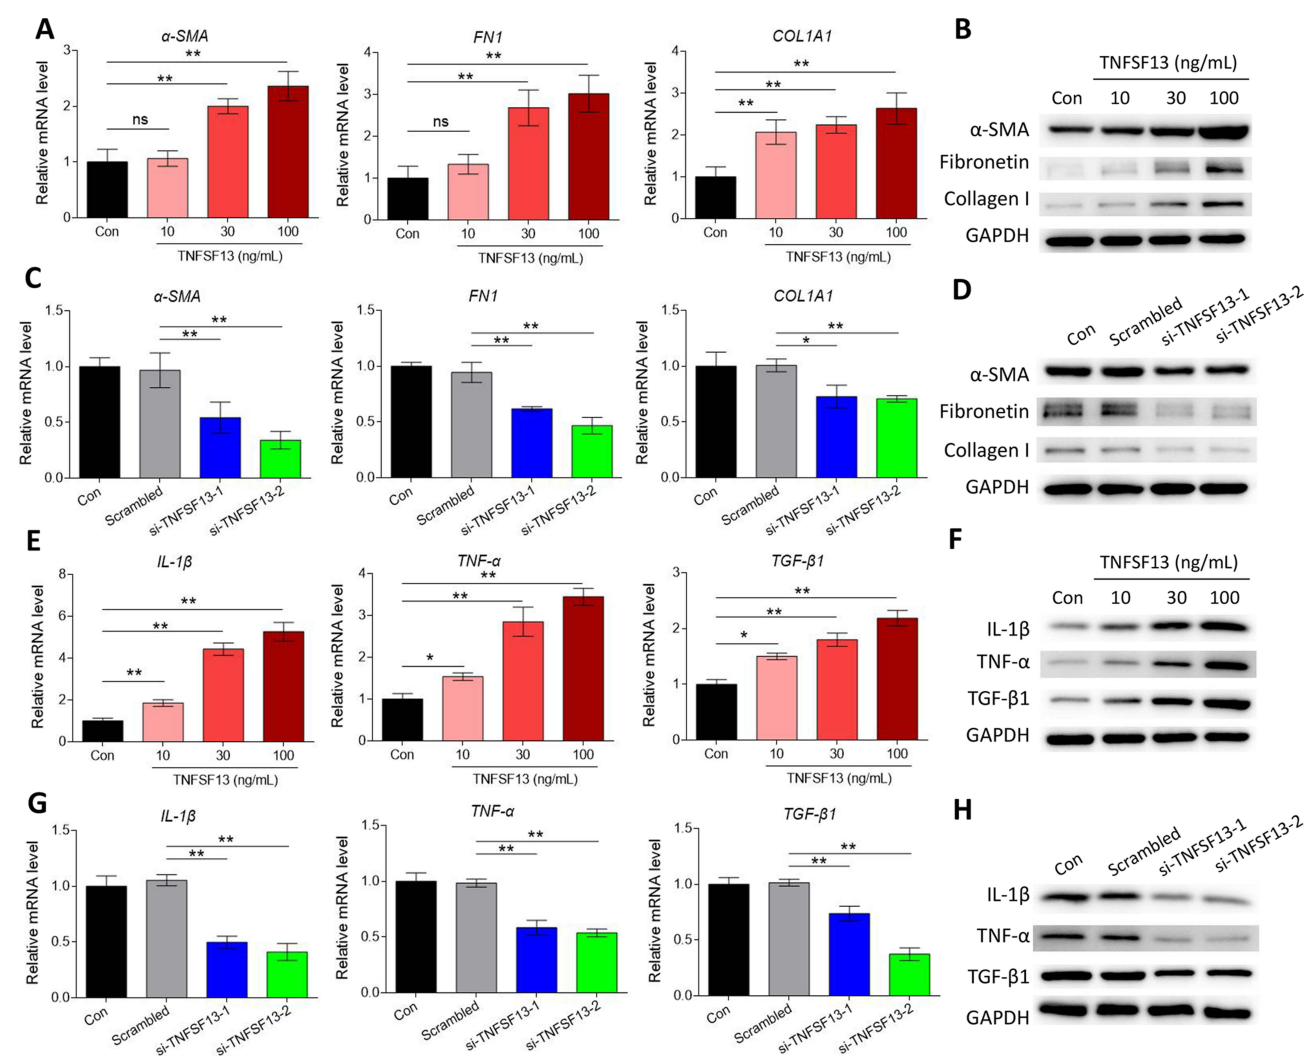 A
α-SMA
Relative mRNA level
3
2
1
0
**
**
ns
Con
10
30
100
TNFSF13 (ng/mL)
FN1
Relative mRNA level
4
3
2
1
0
**
**
ns
Con
10
30
100
TNFSF13 (ng/mL)
COL1A1
Relative mRNA level
4
3
2
1
0
**
**
**
Con
10
30
100
TNFSF13 (ng/mL)
B
TNFSF13 (ng/mL)
Con 10 30 100
α-SMA
Fibronetin
Collagen I
GAPDH
C
α-SMA
Relative mRNA level
1.5
1.0
0.5
0.0
**
**
Con
Scrambled
si-TNFSF13-1
si-TNFSF13-2
FN1
Relative mRNA level
1.5
1.0
0.5
0.0
**
**
Con
Scrambled
si-TNFSF13-1
si-TNFSF13-2
COL1A1
Relative mRNA level
1.5
1.0
0.5
0.0
**
*
Con
Scrambled
si-TNFSF13-1
si-TNFSF13-2
D
Con
Scrambled
si-TNFSF13-1
si-TNFSF13-2
α-SMA
Fibronetin
Collagen I
GAPDH
E
IL-1β
Relative mRNA level
8
6
4
2
0
**
**
**
Con
10
30
100
TNFSF13 (ng/mL)
TNF-α
Relative mRNA level
4
3
2
1
0
**
**
*
Con
10
30
100
TNFSF13 (ng/mL)
TGF-β1
Relative mRNA level
3
2
1
0
**
**
*
Con
10
30
100
TNFSF13 (ng/mL)
F
TNFSF13 (ng/mL)
Con 10 30 100
IL-1β
TNF-α
TGF-β1
GAPDH
G
IL-1β
Relative mRNA level
1.5
1.0
0.5
0.0
**
**
Con
Scrambled
si-TNFSF13-1
si-TNFSF13-2
TNF-α
Relative mRNA level
1.5
1.0
0.5
0.0
**
**
Con
Scrambled
si-TNFSF13-1
si-TNFSF13-2
TGF-β1
Relative mRNA level
1.5
1.0
0.5
0.0
**
**
Con
Scrambled
si-TNFSF13-1
si-TNFSF13-2
H
Con
Scrambled
si-TNFSF13-1
si-TNFSF13-2
IL-1β
TNF-α
TGF-β1
GAPDH